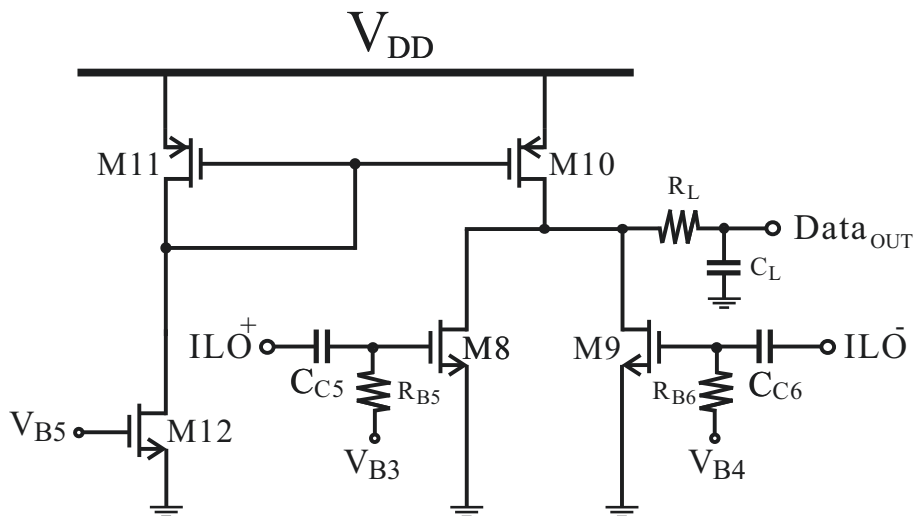 VDD
M11
M10
RL
DataOUT
CL
ILO+
CC5
RB5
M8
M9
RB6
CC6
ILO-
VB5
M12
VB3
VB4